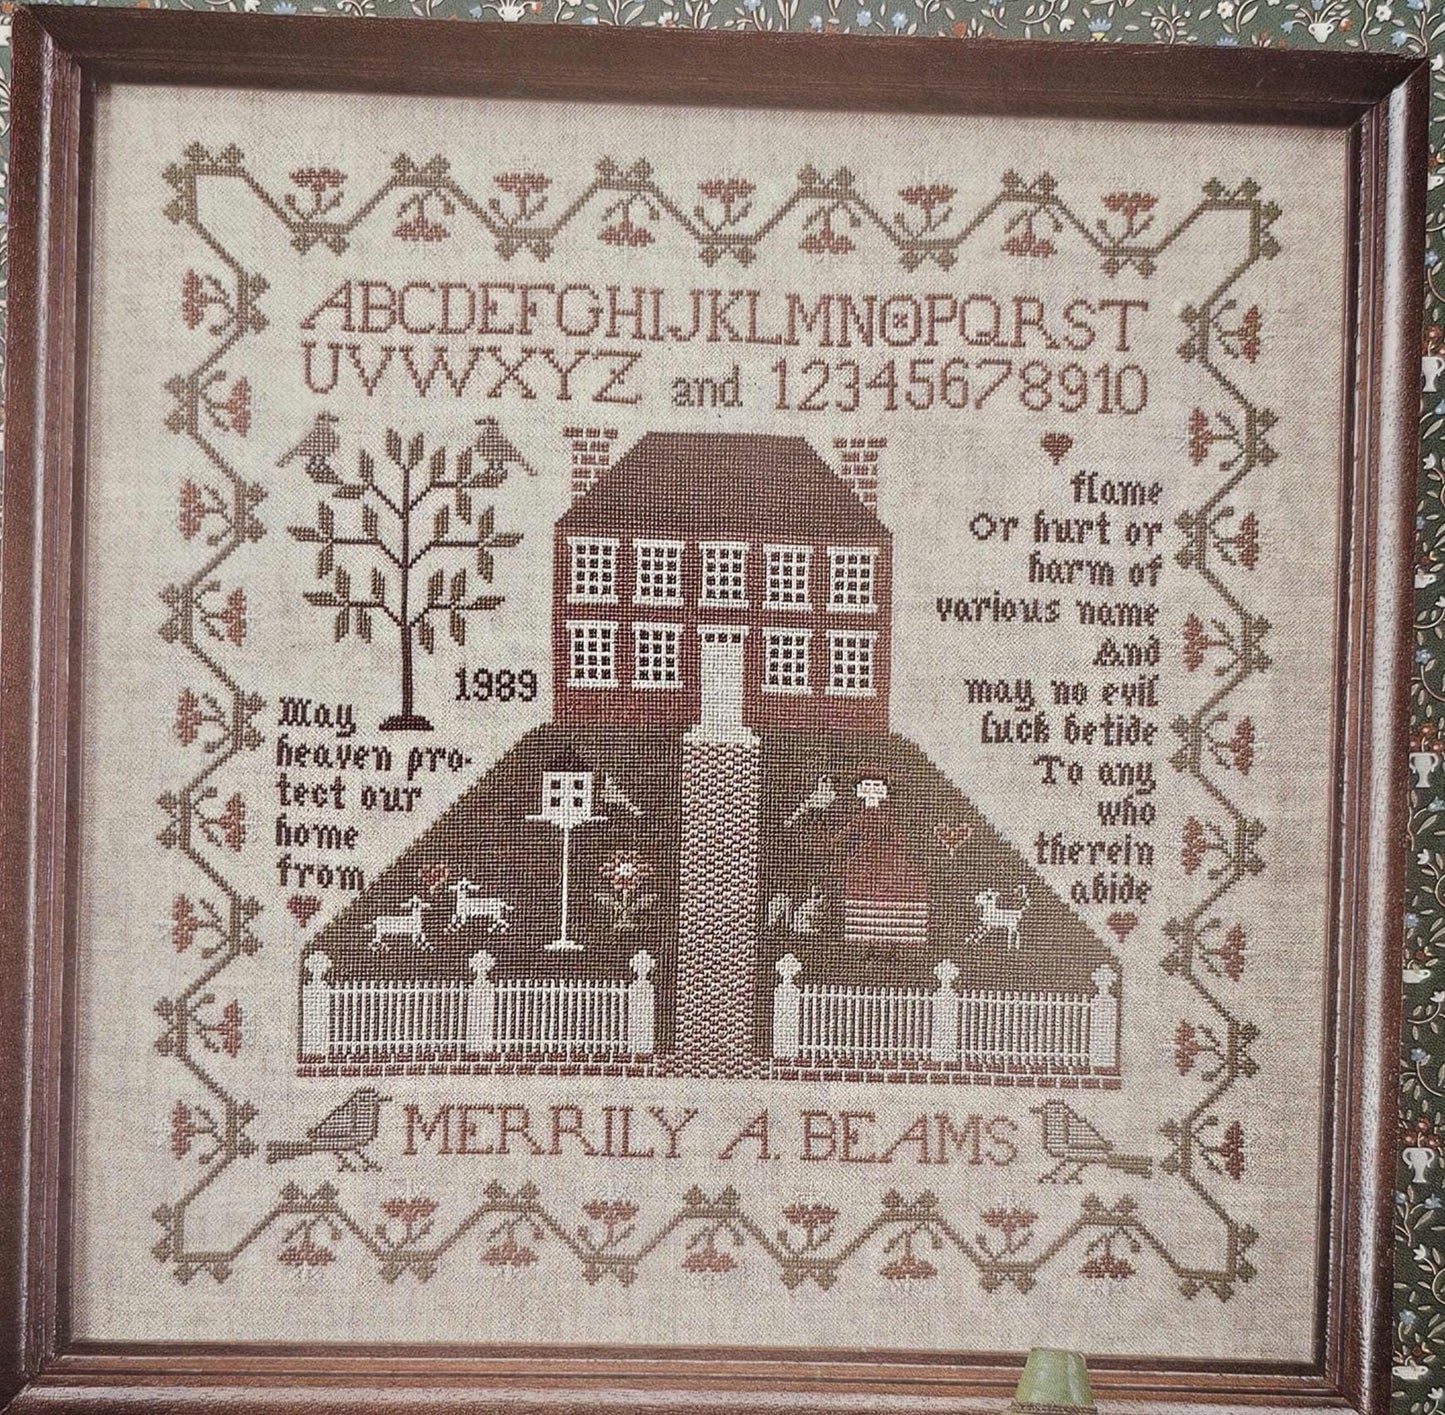 ABCDEFGHIJKLMNOPQRST
UVWXYZ and 12345678910
1989
May
heaven pro-
tect our
home
from
flame
Or hurt or
harm of
various name
And
may no evil
luck betide
To any
who
therein
abide
MERRILY A. BEAMS